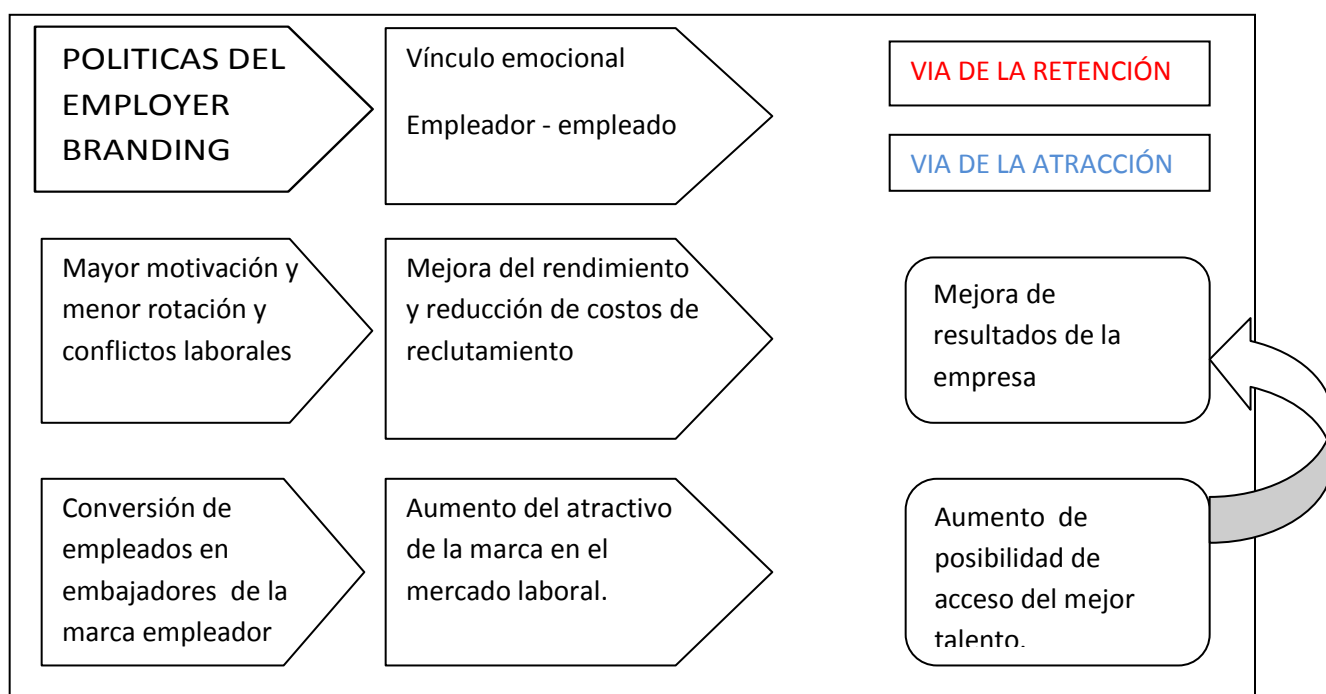 POLITICAS DEL
EMPLOYER
BRANDING
Vínculo emocional
Empleador - empleado
VIA DE LA RETENCIÓN
VIA DE LA ATRACCIÓN
Mayor motivación y
menor rotación y
conflictos laborales
Mejora del rendimiento
y reducción de costos de
reclutamiento
Mejora de
resultados de la
empresa
Conversión de
empleados en
embajadores de la
marca empleador
Aumento del atractivo
de la marca en el
mercado laboral.
Aumento de
posibilidad de
acceso del mejor
talento.